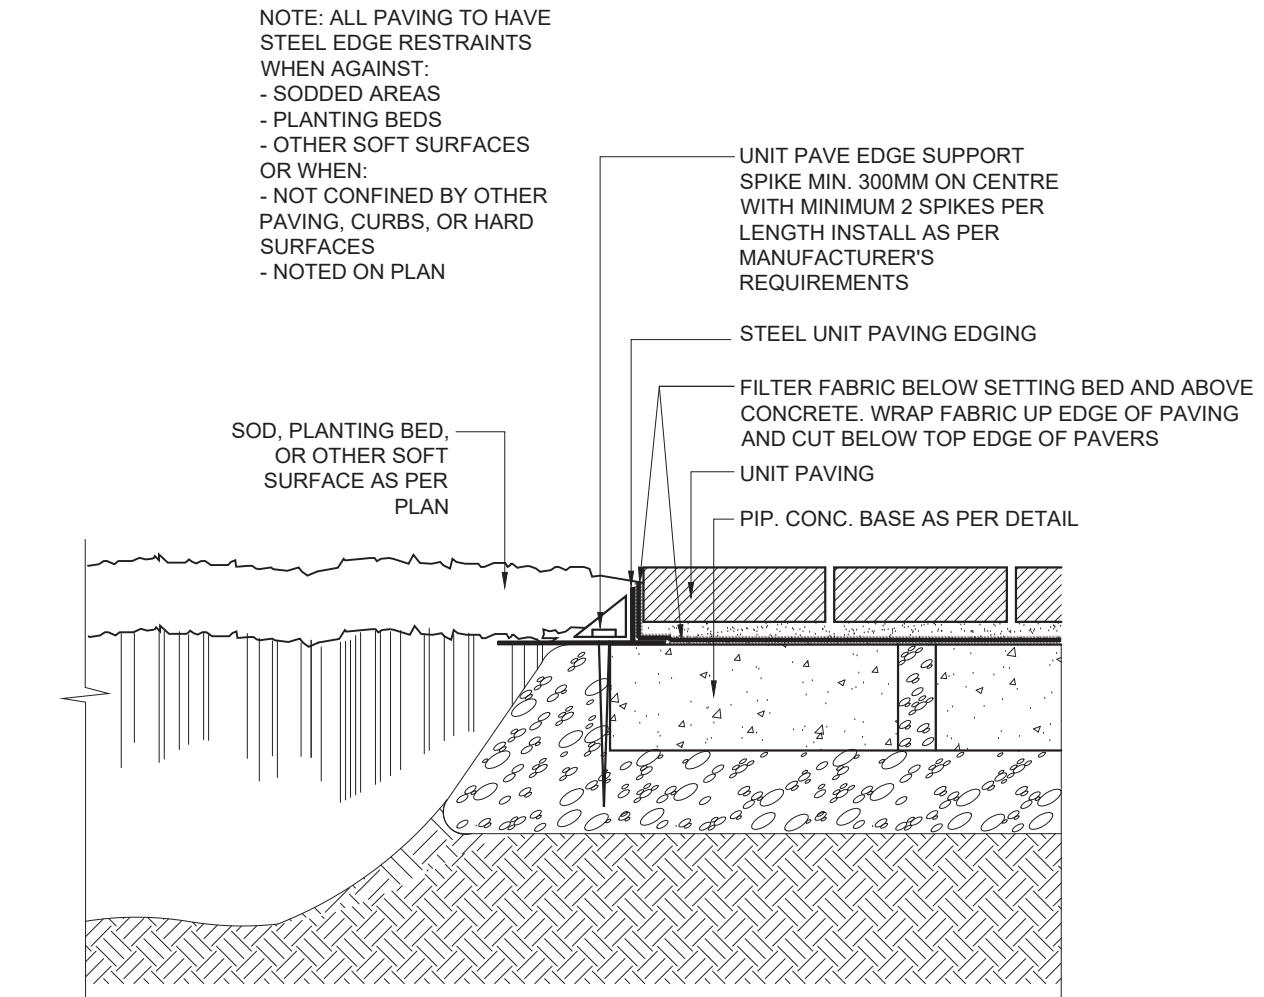 NOTE: ALL PAVING TO HAVE
STEEL EDGE RESTRAINTS
WHEN AGAINST:
- SODDED AREAS
- PLANTING BEDS
- OTHER SOFT SURFACES
OR WHEN:
- NOT CONFINED BY OTHER
PAVING, CURBS, OR HARD
SURFACES
- NOTED ON PLAN
UNIT PAVE EDGE SUPPORT
SPIKE MIN. 300MM ON CENTRE
WITH MINIMUM 2 SPIKES PER
LENGTH INSTALL AS PER
MANUFACTURER'S
REQUIREMENTS
STEEL UNIT PAVING EDGING
FILTER FABRIC BELOW SETTING BED AND ABOVE
CONCRETE. WRAP FABRIC UP EDGE OF PAVING
AND CUT BELOW TOP EDGE OF PAVERS
SOD, PLANTING BED,
OR OTHER SOFT
SURFACE AS PER
PLAN
UNIT PAVING
PIP. CONC. BASE AS PER DETAIL